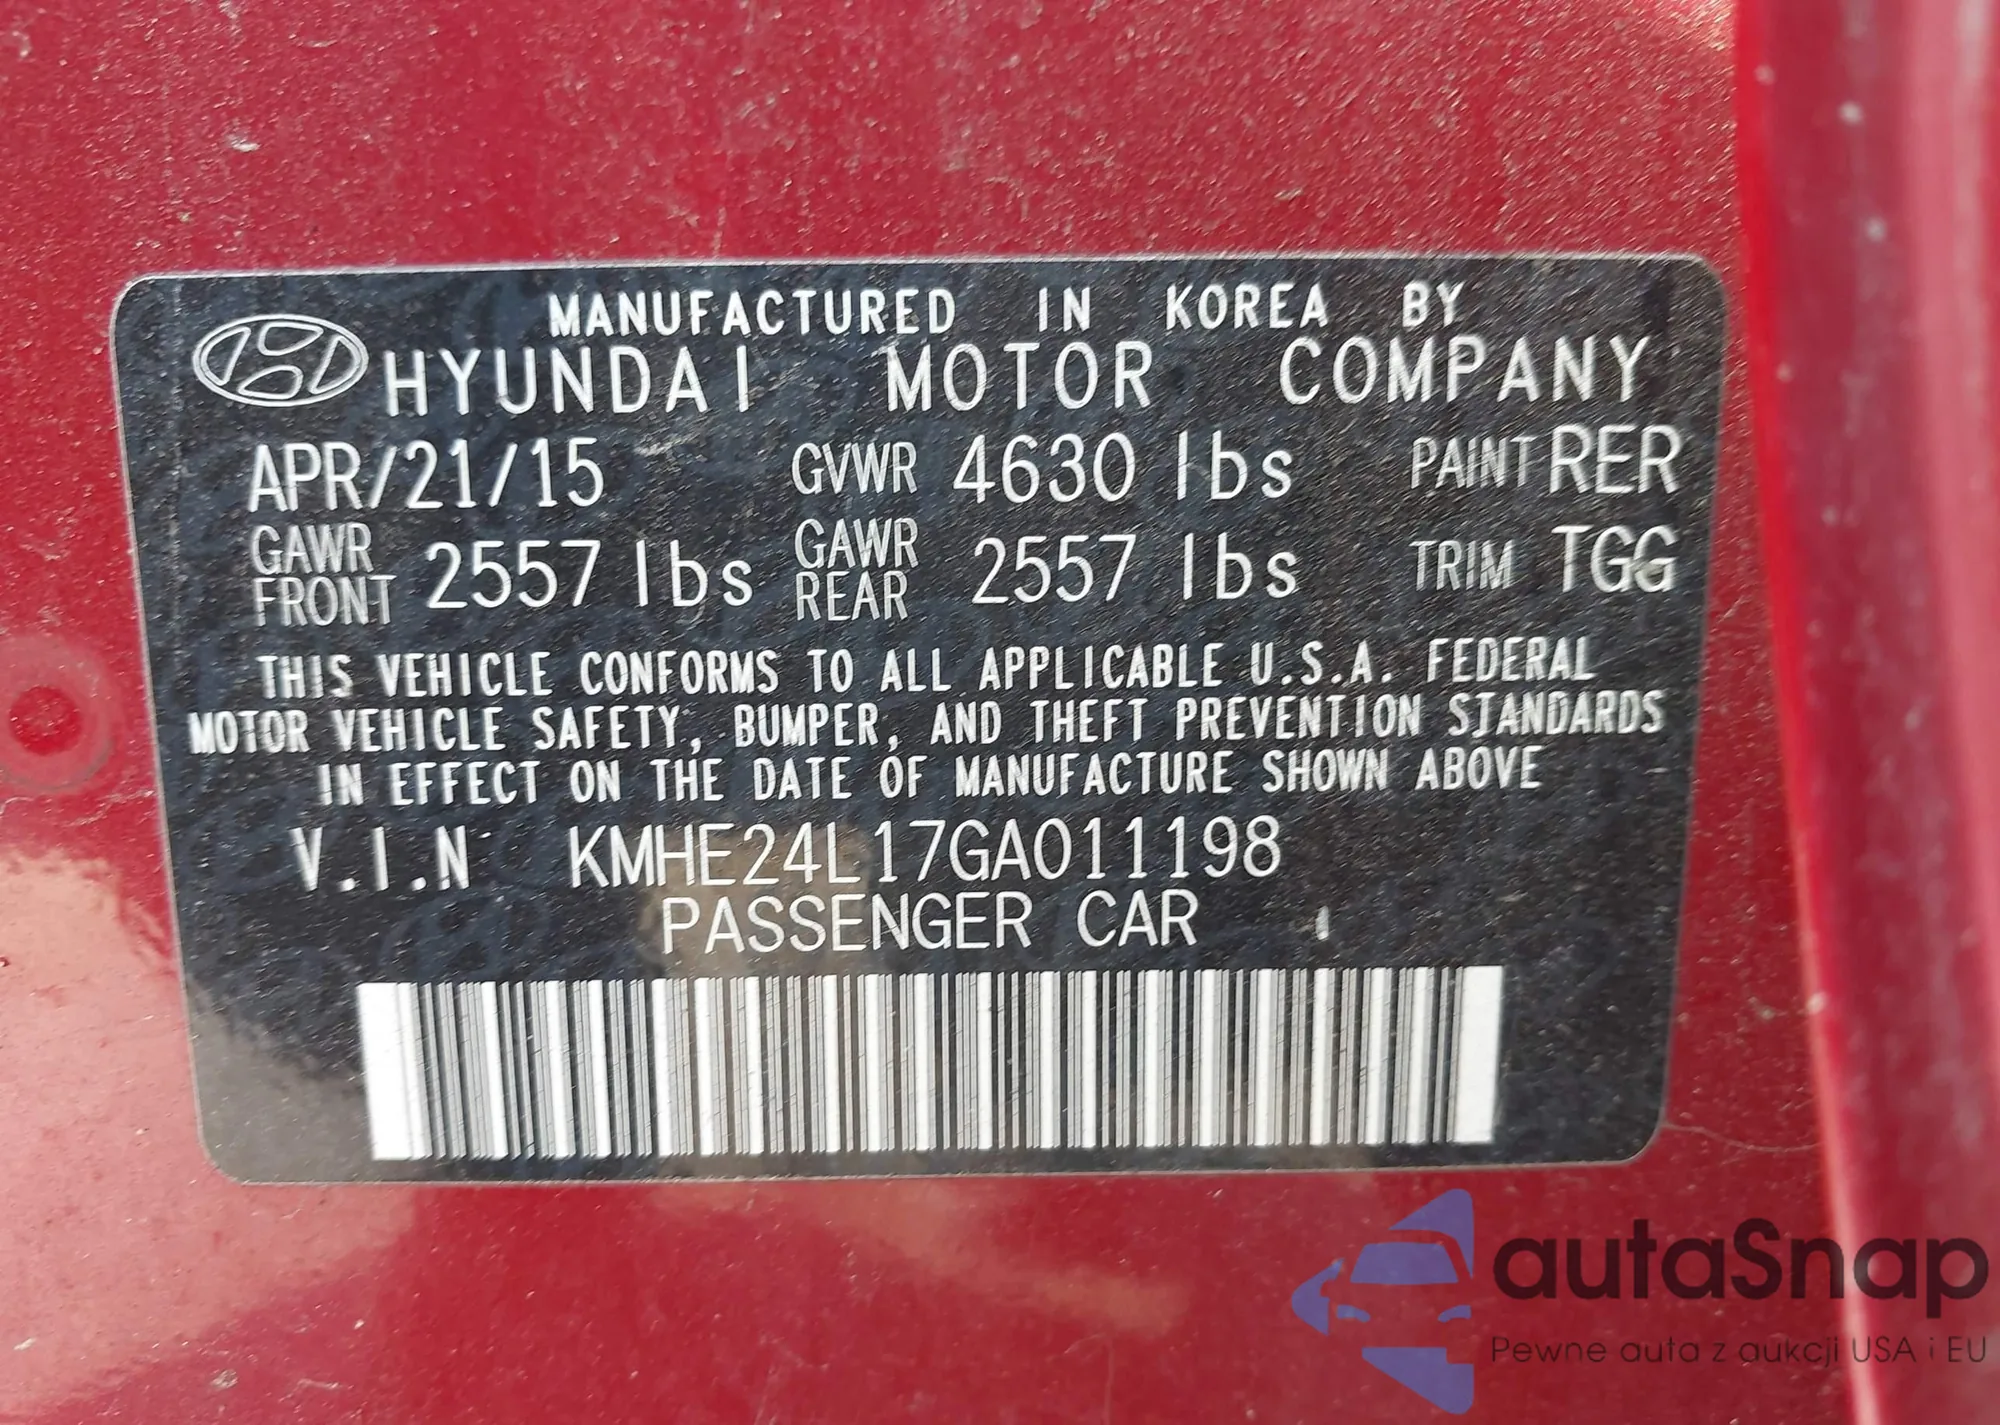 MANUFACTURED IN KOREA BY
HYUNDAI MOTOR COMPANY
APR/21/15 GVWR 4630 lbs PAINT RER
GAWR FRONT 2557 lbs GAWR REAR 2557 lbs TRIM TGG
THIS VEHICLE CONFORMS TO ALL APPLICABLE U.S.A. FEDERAL
MOTOR VEHICLE SAFETY, BUMPER, AND THEFT PREVENTION STANDARDS
IN EFFECT ON THE DATE OF MANUFACTURE SHOWN ABOVE
V.I.N KMHE24L17GA011198
PASSENGER CAR
autaSnap
Pewne auta z aukcji USA i EU